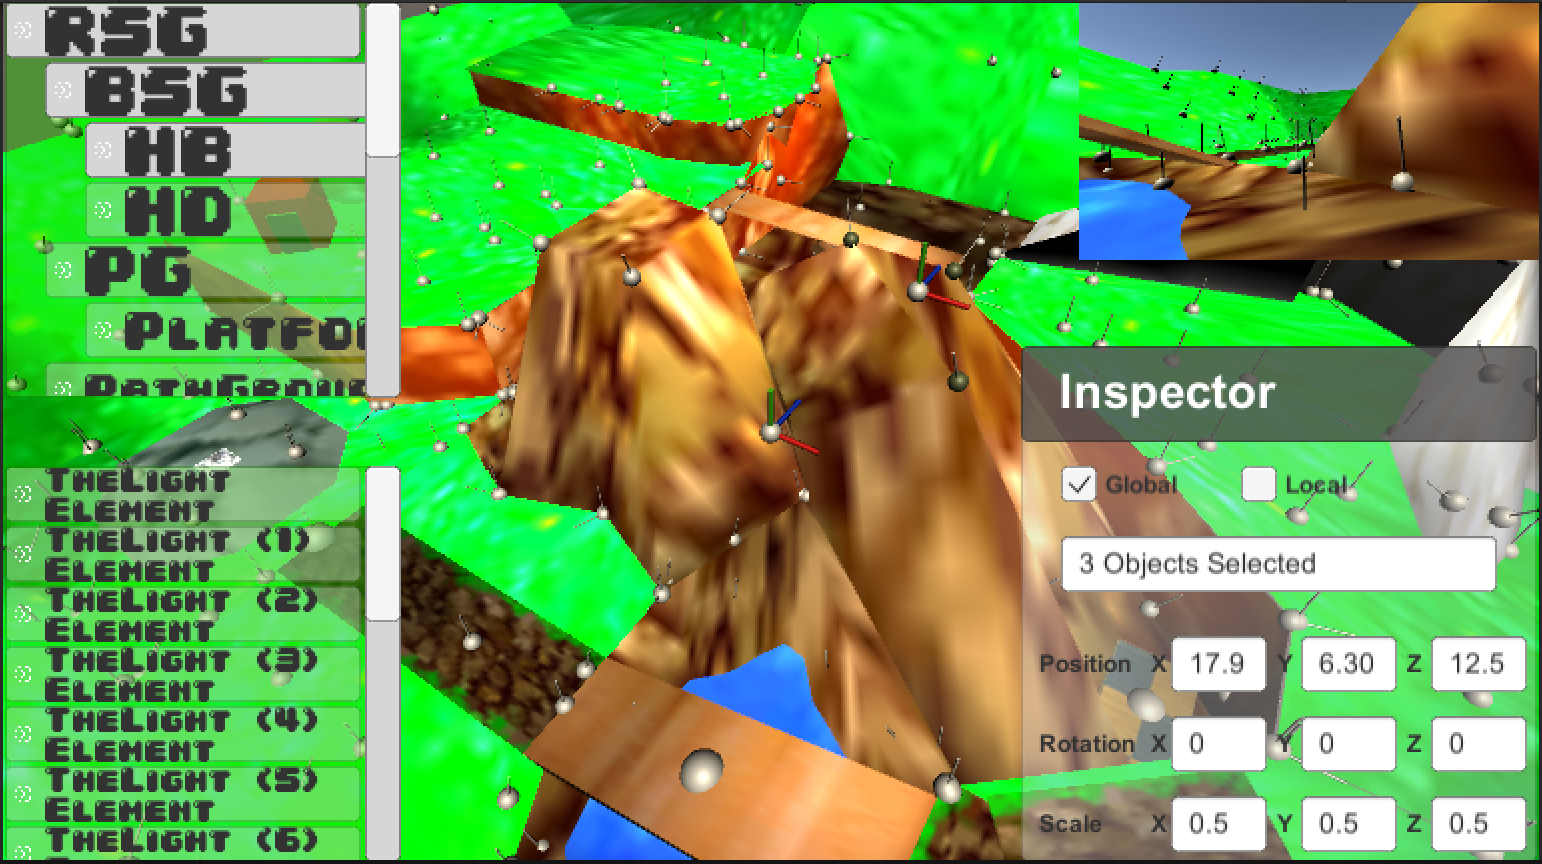 RSG
BSG
HB
HD
PG
PLATFOR
PATHGROUP
THELIGHT
ELEMENT
THELIGHT (1)
ELEMENT
THELIGHT (2)
ELEMENT
THELIGHT (3)
ELEMENT
THELIGHT (4)
ELEMENT
THELIGHT (5)
ELEMENT
THELIGHT (6)
Inspector
Global Local
3 Objects Selected
Position X 17.9 Y 6.30 Z 12.5
Rotation X 0 Y 0 Z 0
Scale X 0.5 Y 0.5 Z 0.5